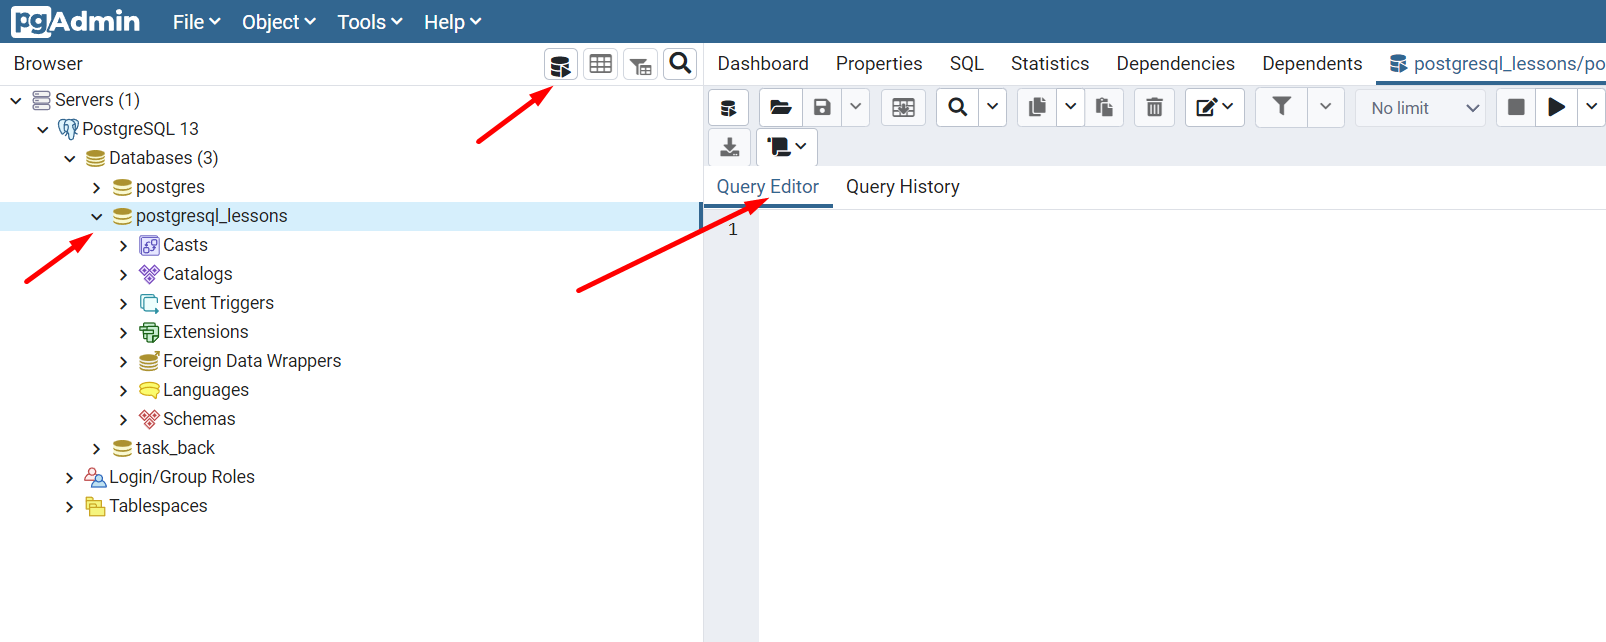 pgAdmin File Object Tools Help
Browser
Dashboard Properties SQL Statistics Dependencies Dependents postgresql_lessons/po
No limit
Query Editor Query History
1
Servers (1)
PostgreSQL 13
Databases (3)
postgres
postgresql_lessons
Casts
Catalogs
Event Triggers
Extensions
Foreign Data Wrappers
Languages
Schemas
task_back
Login/Group Roles
Tablespaces